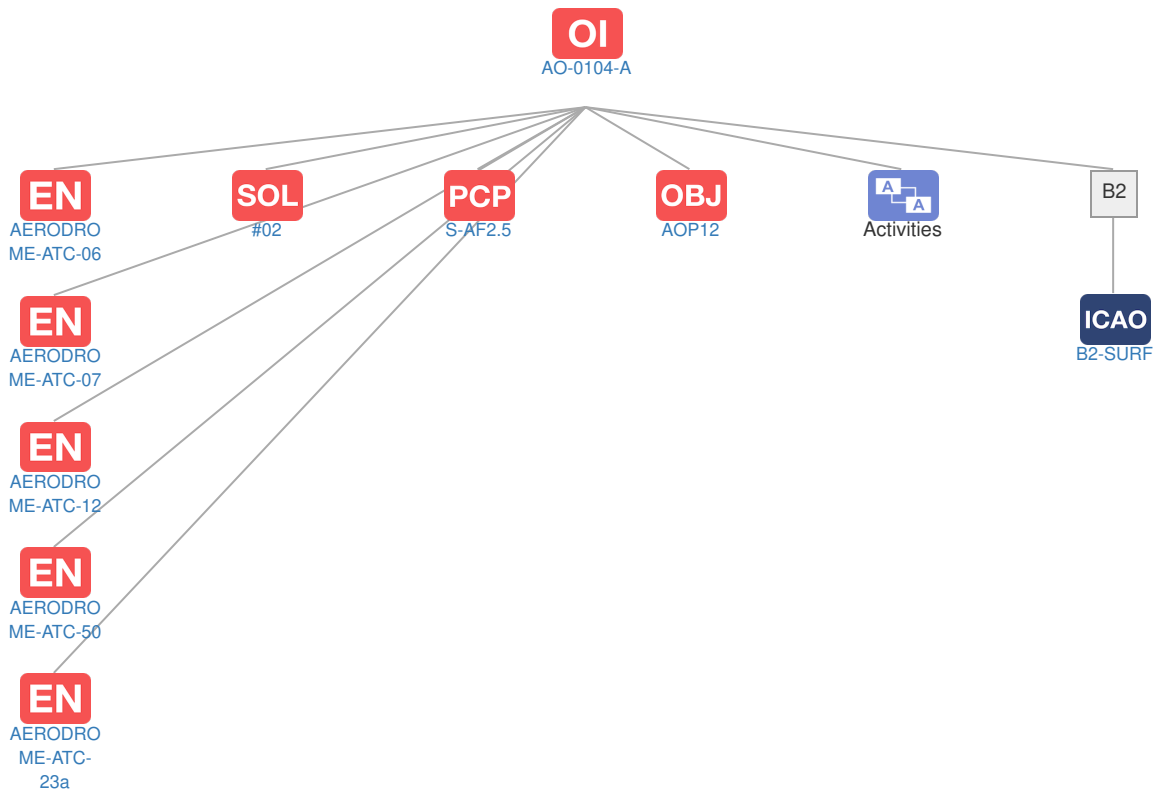 OI
AO-0104-A
EN
AERODRO
ME-ATC-06
SOL
#02
PCP
S-AF2.5
OBJ
AOP12
A
A
Activities
B2
EN
AERODRO
ME-ATC-07
ICAO
B2-SURF
EN
AERODRO
ME-ATC-12
EN
AERODRO
ME-ATC-50
EN
AERODRO
ME-ATC-
23a